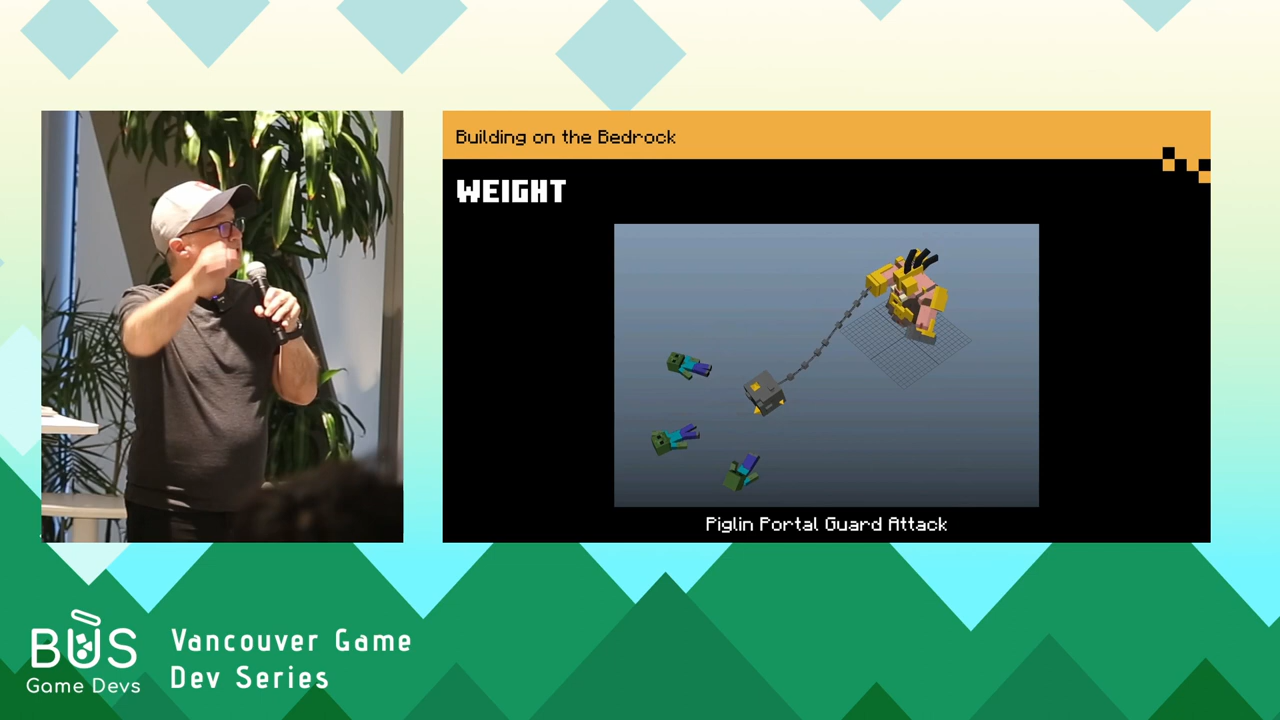 Building on the Bedrock
WEIGHT
Piglin Portal Guard Attack
BUS
Game Devs
Vancouver Game
Dev Series